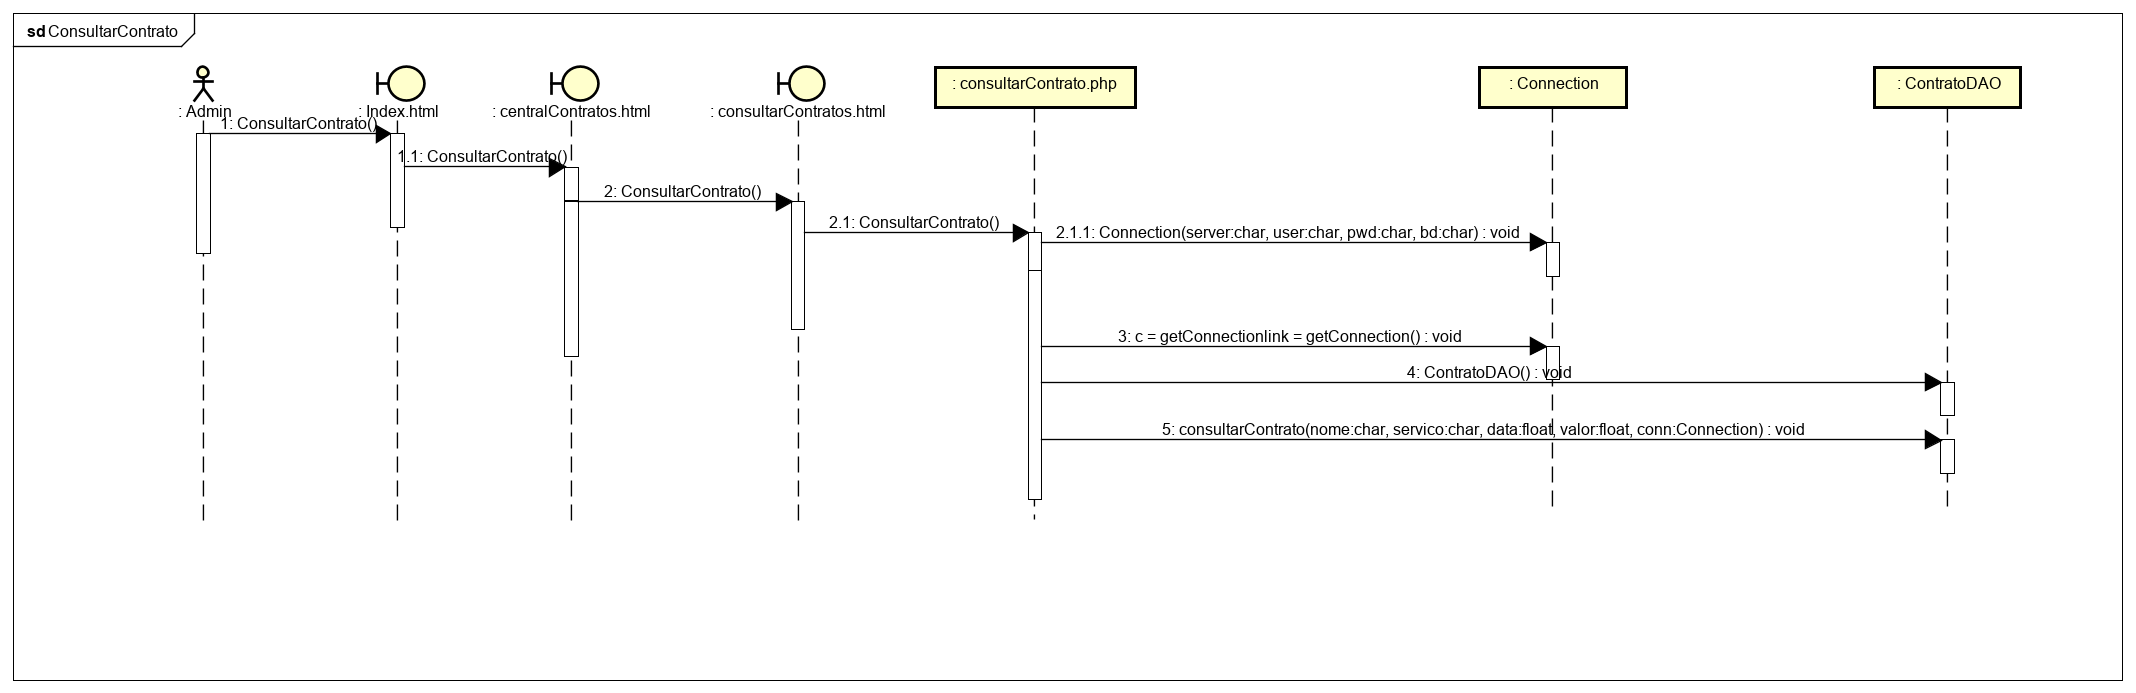 sd ConsultarContrato
: Admin
: Index.html
: centralContratos.html
: consultarContratos.html
: consultarContrato.php
: Connection
: ContratoDAO
1: ConsultarContrato()
1.1: ConsultarContrato()
2: ConsultarContrato()
2.1: ConsultarContrato()
2.1.1: Connection(server:char, user:char, pwd:char, bd:char) : void
3: c = getConnectionlink = getConnection() : void
4: ContratoDAO() : void
5: consultarContrato(nome:char, servico:char, data:float, valor:float, conn:Connection) : void